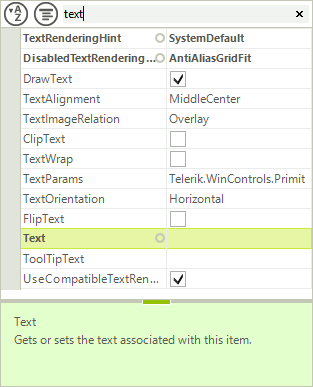 A Z text ×
TextRenderingHint SystemDefault
DisabledTextRendering... AntiAliasGridFit
DrawText
TextAlignment MiddleCenter
TextImageRelation Overlay
ClipText
TextWrap
TextParams Telerik.WinControls.Primit
TextOrientation Horizontal
FlipText
Text
ToolTipText
UseCompatibleTextRen...
Text
Gets or sets the text associated with this item.